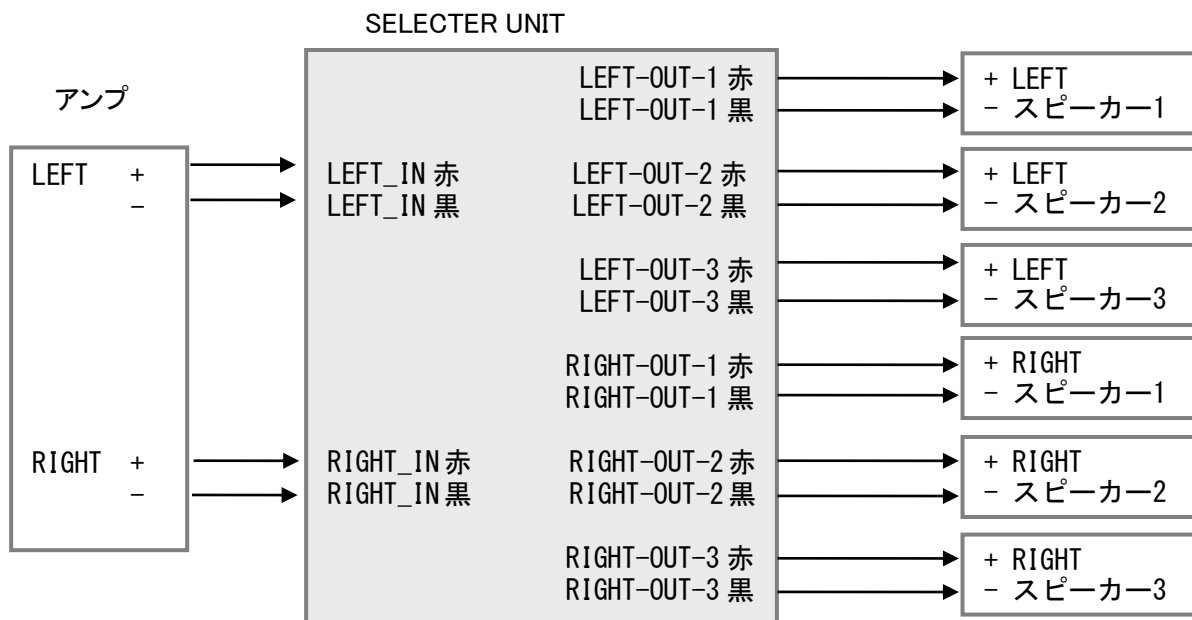 SELECTER UNIT
アンプ
LEFT +
−
RIGHT +
−
LEFT_IN 赤
LEFT_IN 黒
RIGHT_IN 赤
RIGHT_IN 黒
LEFT-OUT-1 赤
LEFT-OUT-1 黒
LEFT-OUT-2 赤
LEFT-OUT-2 黒
LEFT-OUT-3 赤
LEFT-OUT-3 黒
RIGHT-OUT-1 赤
RIGHT-OUT-1 黒
RIGHT-OUT-2 赤
RIGHT-OUT-2 黒
RIGHT-OUT-3 赤
RIGHT-OUT-3 黒
+ LEFT
− スピーカー1
+ LEFT
− スピーカー2
+ LEFT
− スピーカー3
+ RIGHT
− スピーカー1
+ RIGHT
− スピーカー2
+ RIGHT
− スピーカー3